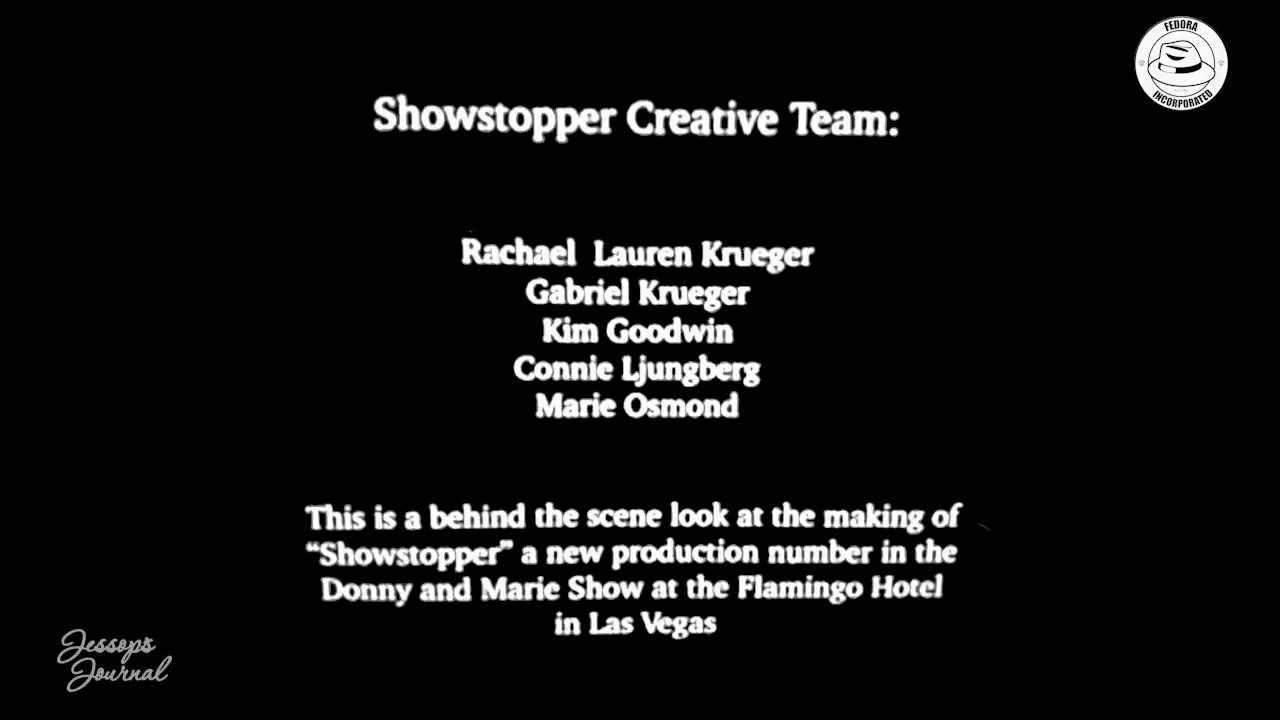 FEDORA
INCORPORATED
Showstopper Creative Team:
Rachael Lauren Krueger
Gabriel Krueger
Kim Goodwin
Connie Ljungberg
Marie Osmond
This is a behind the scene look at the making of
“Showstopper” a new production number in the
Donny and Marie Show at the Flamingo Hotel
in Las Vegas
Jessop's
Journal